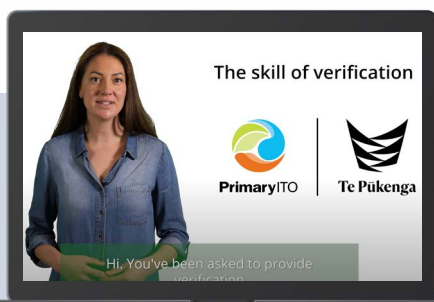 The skill of verification
PrimaryITO
Te Pūkenga
Hi, You've been asked to provide
verification